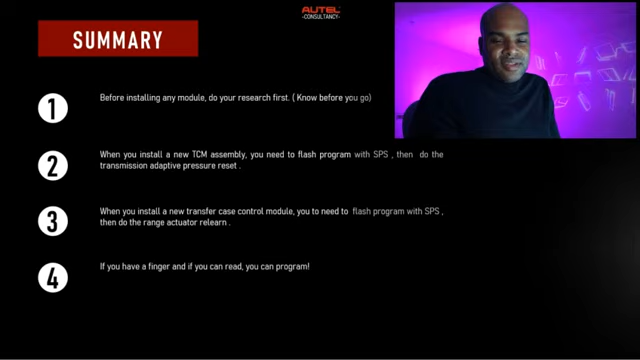 AUTEL
-CONSULTANCY-
SUMMARY
1
Before installing any module, do your research first. ( Know before you go)
2
When you install a new TCM assembly, you need to flash program with SPS , then do the
transmission adaptive pressure reset .
3
When you install a new transfer case control module, you to need to flash program with SPS ,
then do the range actuator relearn .
4
If you have a finger and if you can read, you can program!